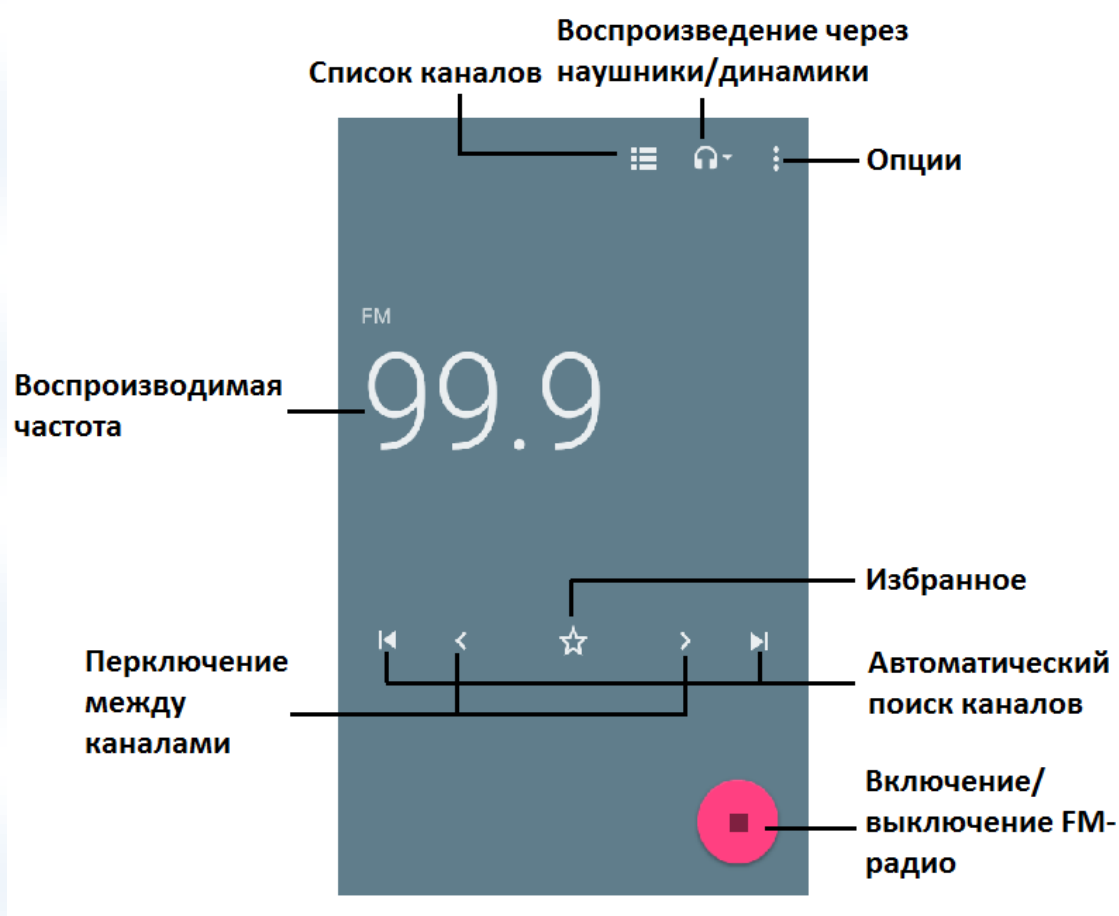 Воспроизведение через
наушники/динамики
Список каналов
Опции
FM
99.9
Воспроизводимая
частота
Избранное
Перключение
между
каналами
Автоматический
поиск каналов
Включение/
выключение FM-
радио